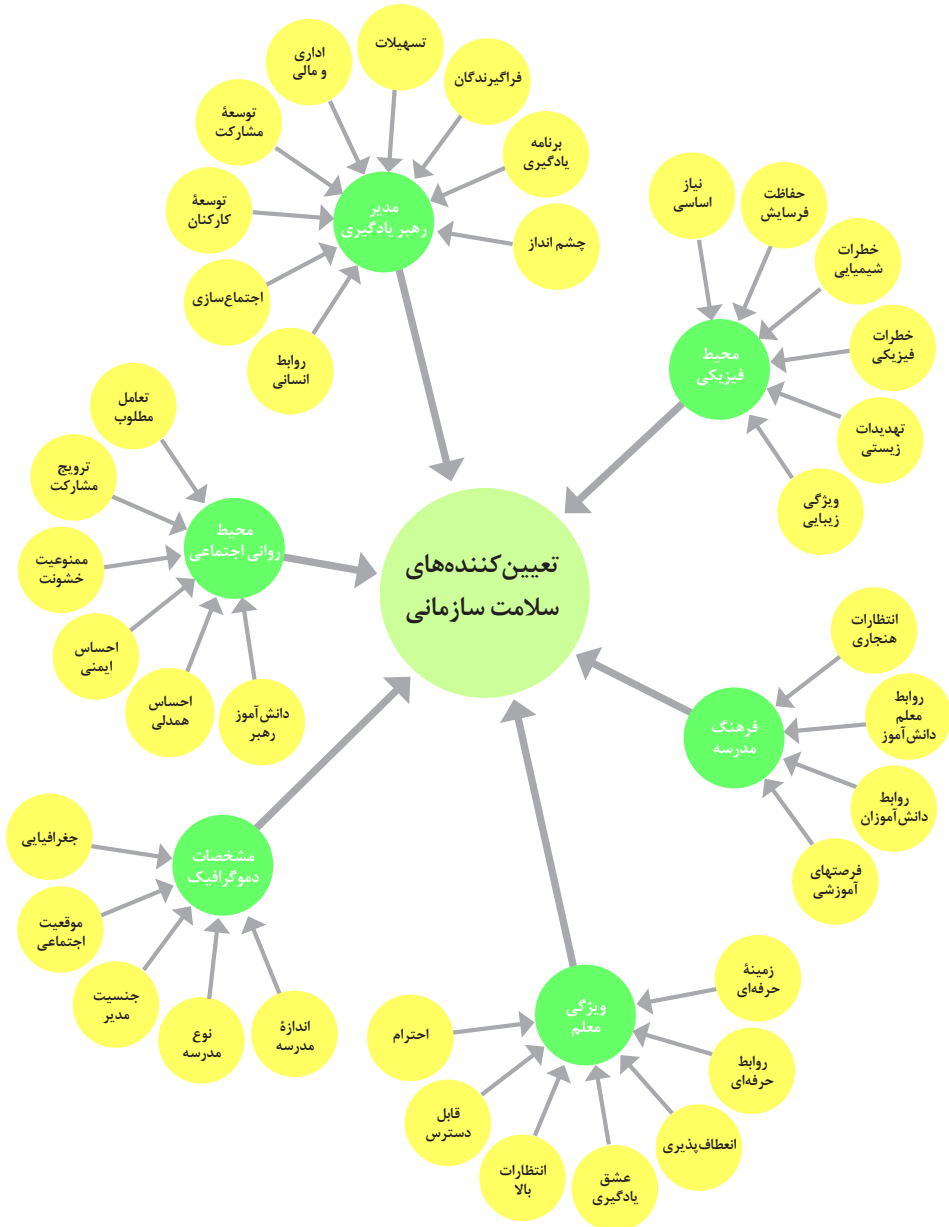 تعیین‌کننده‌های
سلامت سازمانی
مدیر
رهبر یادگیری
چشم انداز
برنامه
یادگیری
فراگیرندگان
تسهیلات
اداری
و مالی
توسعهٔ
مشارکت
توسعهٔ
کارکنان
اجتماع‌سازی
روابط
انسانی
محیط
فیزیکی
نیاز
اساسی
حفاظت
فرسایش
خطرات
شیمیایی
خطرات
فیزیکی
تهدیدات
زیستی
ویژگی
زیبایی
فرهنگ
مدرسه
انتظارات
هنجاری
روابط
معلم
دانش‌آموز
روابط
دانش‌آموزان
فرصتهای
آموزشی
ویژگی
معلم
زمینهٔ
حرفه‌ای
روابط
حرفه‌ای
انعطاف‌پذیری
عشق
یادگیری
انتظارات
بالا
قابل
دسترس
احترام
مشخصات
دموگرافیک
اندازهٔ
مدرسه
نوع
مدرسه
جنسیت
مدیر
موقعیت
اجتماعی
جغرافیایی
محیط
روانی اجتماعی
تعامل
مطلوب
ترویج
مشارکت
ممنوعیت
خشونت
احساس
ایمنی
احساس
همدلی
دانش‌آموز
رهبر